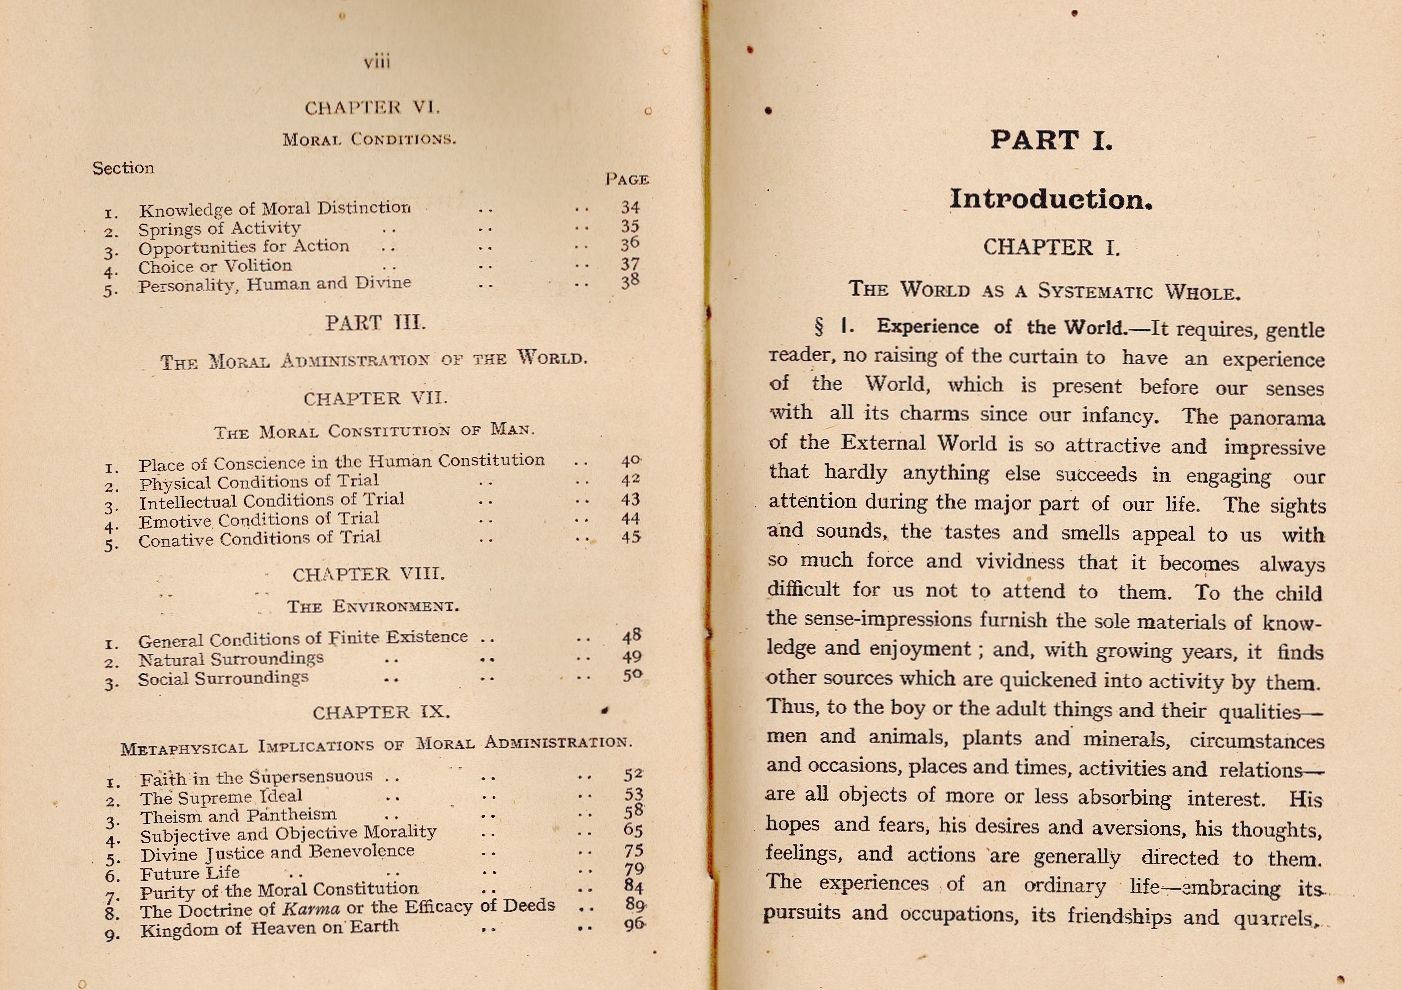 viii
CHAPTER VI.
MORAL CONDITIONS.
Section
PAGE
1. Knowledge of Moral Distinction .. .. 34
2. Springs of Activity .. .. .. 35
3. Opportunities for Action .. .. .. 36
4. Choice or Volition .. .. .. 37
5. Personality, Human and Divine .. .. 38
PART III.
THE MORAL ADMINISTRATION OF THE WORLD.
CHAPTER VII.
THE MORAL CONSTITUTION OF MAN.
1. Place of Conscience in the Human Constitution .. 40
2. Physical Conditions of Trial .. .. 42
3. Intellectual Conditions of Trial .. .. 43
4. Emotive Conditions of Trial .. .. 44
5. Conative Conditions of Trial .. .. 45
CHAPTER VIII.
THE ENVIRONMENT.
1. General Conditions of Finite Existence .. .. 48
2. Natural Surroundings .. .. .. 49
3. Social Surroundings .. .. .. 50
CHAPTER IX.
METAPHYSICAL IMPLICATIONS OF MORAL ADMINISTRATION.
1. Faith in the Supersensuous .. .. .. 52
2. The Supreme Ideal .. .. .. 53
3. Theism and Pantheism .. .. .. 58
4. Subjective and Objective Morality .. .. 65
5. Divine Justice and Benevolence .. .. 75
6. Future Life .. .. .. .. 79
7. Purity of the Moral Constitution .. .. 84
8. The Doctrine of Karma or the Efficacy of Deeds .. 89
9. Kingdom of Heaven on Earth .. .. 96
PART I.
Introduction.
CHAPTER I.
THE WORLD AS A SYSTEMATIC WHOLE.
§ 1. Experience of the World.—It requires, gentle
reader, no raising of the curtain to have an experience
of the World, which is present before our senses
with all its charms since our infancy. The panorama
of the External World is so attractive and impressive
that hardly anything else succeeds in engaging our
attention during the major part of our life. The sights
and sounds, the tastes and smells appeal to us with
so much force and vividness that it becomes always
difficult for us not to attend to them. To the child
the sense-impressions furnish the sole materials of know-
ledge and enjoyment ; and, with growing years, it finds
other sources which are quickened into activity by them.
Thus, to the boy or the adult things and their qualities—
men and animals, plants and minerals, circumstances
and occasions, places and times, activities and relations—
are all objects of more or less absorbing interest. His
hopes and fears, his desires and aversions, his thoughts,
feelings, and actions are generally directed to them.
The experiences of an ordinary life—embracing its
pursuits and occupations, its friendships and quarrels,